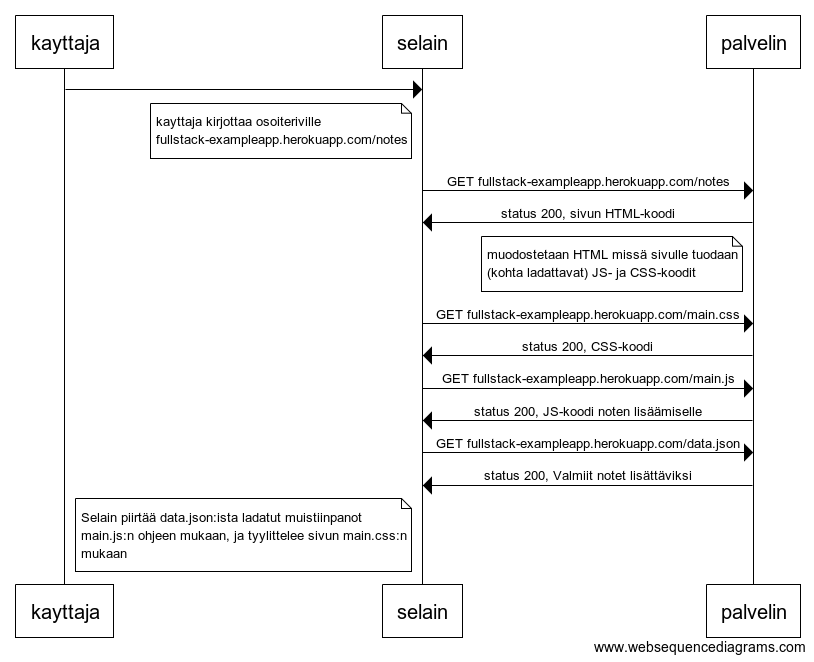 kayttaja selain palvelin
kayttaja kirjottaa osoiteriville
fullstack-exampleapp.herokuapp.com/notes
GET fullstack-exampleapp.herokuapp.com/notes
status 200, sivun HTML-koodi
muodostetaan HTML missä sivulle tuodaan
(kohta ladattavat) JS- ja CSS-koodit
GET fullstack-exampleapp.herokuapp.com/main.css
status 200, CSS-koodi
GET fullstack-exampleapp.herokuapp.com/main.js
status 200, JS-koodi noten lisäämiselle
GET fullstack-exampleapp.herokuapp.com/data.json
status 200, Valmiit notet lisättäviksi
Selain piirtää data.json:ista ladatut muistiinpanot
main.js:n ohjeen mukaan, ja tyylittelee sivun main.css:n
mukaan
kayttaja selain palvelin
www.websequencediagrams.com